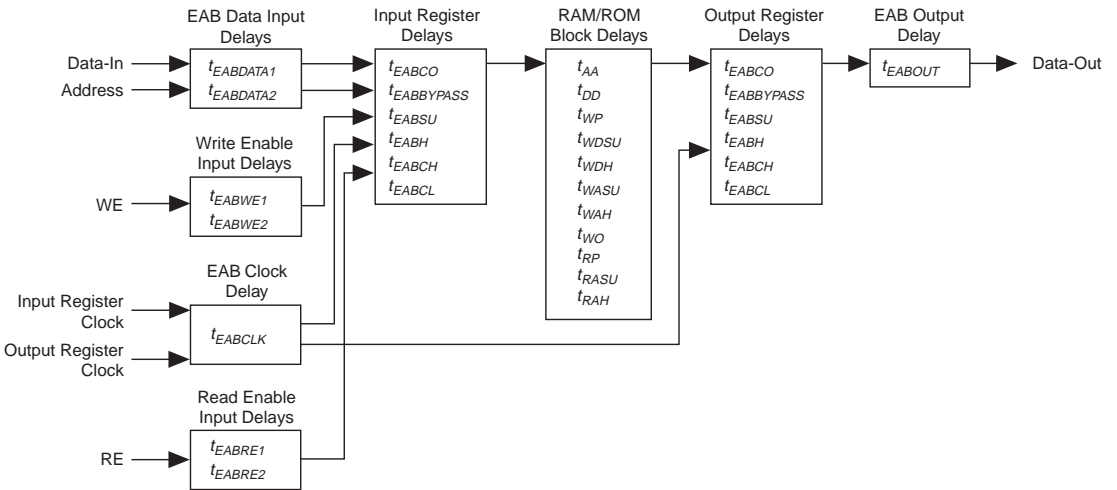 EAB Data Input
Delays
Input Register
Delays
RAM/ROM
Block Delays
Output Register
Delays
EAB Output
Delay
Data-In
Address
tEABDATA1
tEABDATA2
tEABCO
tEABBYPASS
tEABSU
tEABH
tEABCH
tEABCL
tAA
tDD
tWP
tWDSU
tWDH
tWASU
tWAH
tWO
tRP
tRASU
tRAH
tEABCO
tEABBYPASS
tEABSU
tEABH
tEABCH
tEABCL
tEABOUT
Data-Out
Write Enable
Input Delays
WE
tEABWE1
tEABWE2
EAB Clock
Delay
Input Register
Clock
Output Register
Clock
tEABCLK
Read Enable
Input Delays
RE
tEABRE1
tEABRE2